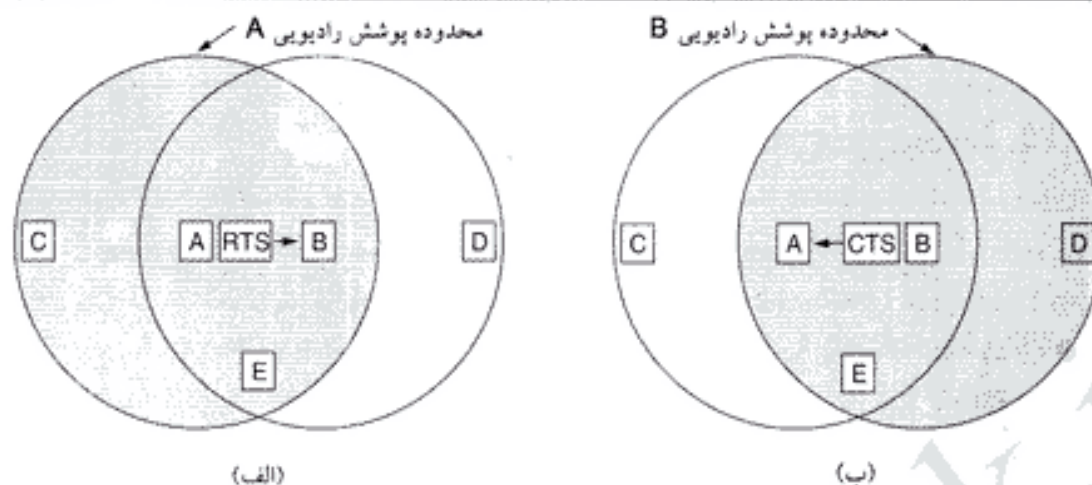 محدوده پوشش رادیویی A
محدوده پوشش رادیویی B
C
A
RTS
B
D
E
C
A
CTS
B
D
E
(الف)
(ب)